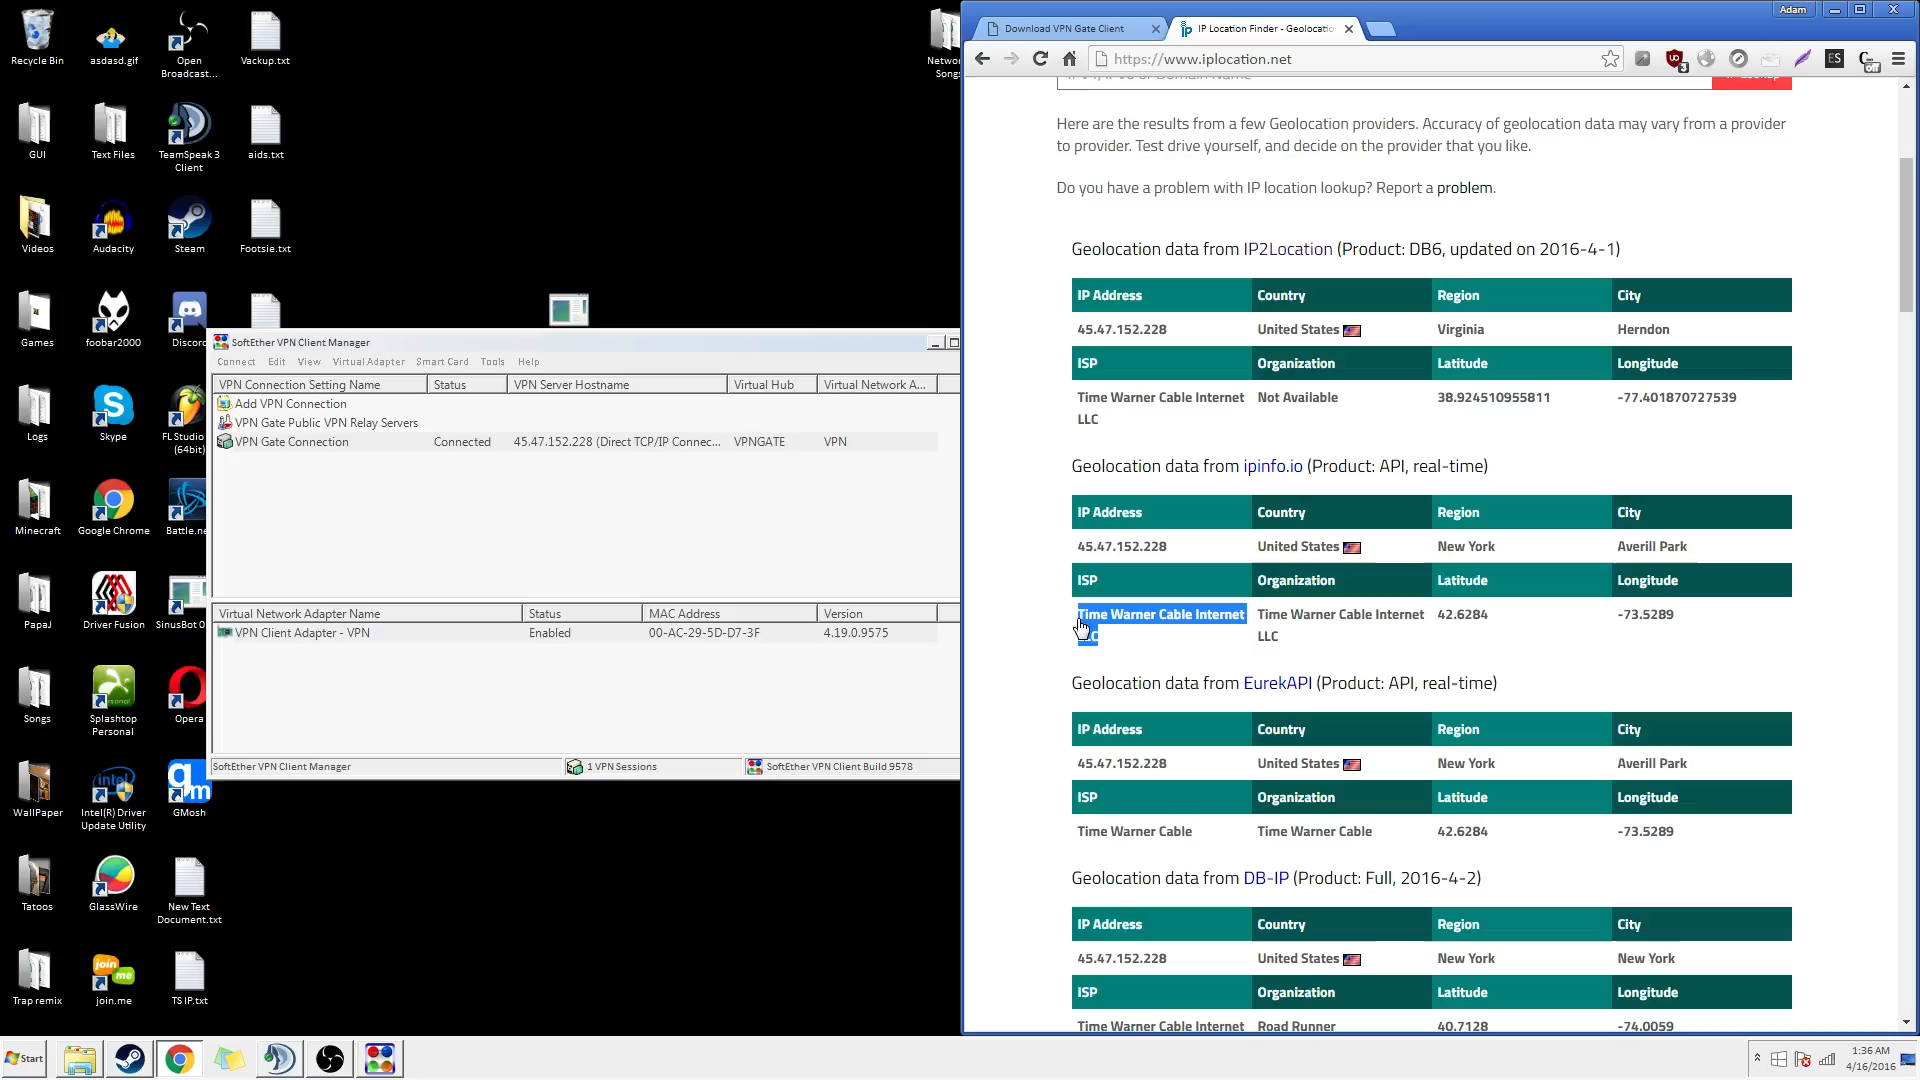 Recycle Bin
asdasd.gif
Open
Broadcast...
Vackup.txt
GUI
Text Files
TeamSpeak 3
Client
aids.txt
Videos
Audacity
Steam
Footsie.txt
Games
foobar2000
Discord
Logs
Skype
FL Studio
(64bit)
Minecraft
Google Chrome
Battle.ne
PapaJ
Driver Fusion
SinusBot 0
Songs
Splashtop
Personal
Opera
WallPaper
Intel(R) Driver
Update Utility
GMosh
Tatoos
GlassWire
New Text
Document.txt
Trap remix
join.me
TS IP.txt
Network
Songs
SoftEther VPN Client Manager
Connect Edit View Virtual Adapter Smart Card Tools Help
VPN Connection Setting Name Status VPN Server Hostname Virtual Hub Virtual Network A...
Add VPN Connection
VPN Gate Public VPN Relay Servers
VPN Gate Connection Connected 45.47.152.228 (Direct TCP/IP Connec... VPNGATE VPN
Virtual Network Adapter Name Status MAC Address Version
VPN Client Adapter - VPN Enabled 00-AC-29-5D-D7-3F 4.19.0.9575
SoftEther VPN Client Manager 1 VPN Sessions SoftEther VPN Client Build 9578
Adam
Download VPN Gate Client IP Location Finder - Geolocatio
https://www.iplocation.net
Here are the results from a few Geolocation providers. Accuracy of geolocation data may vary from a provider
to provider. Test drive yourself, and decide on the provider that you like.
Do you have a problem with IP location lookup? Report a problem.
Geolocation data from IP2Location (Product: DB6, updated on 2016-4-1)
IP Address Country Region City
45.47.152.228 United States Virginia Herndon
ISP Organization Latitude Longitude
Time Warner Cable Internet Not Available 38.924510955811 -77.401870727539
LLC
Geolocation data from ipinfo.io (Product: API, real-time)
IP Address Country Region City
45.47.152.228 United States New York Averill Park
ISP Organization Latitude Longitude
Time Warner Cable Internet Time Warner Cable Internet 42.6284 -73.5289
LLC LLC
Geolocation data from EurekAPI (Product: API, real-time)
IP Address Country Region City
45.47.152.228 United States New York Averill Park
ISP Organization Latitude Longitude
Time Warner Cable Time Warner Cable 42.6284 -73.5289
Geolocation data from DB-IP (Product: Full, 2016-4-2)
IP Address Country Region City
45.47.152.228 United States New York New York
ISP Organization Latitude Longitude
Time Warner Cable Internet Road Runner 40.7128 -74.0059
Start
1:36 AM
4/16/2016